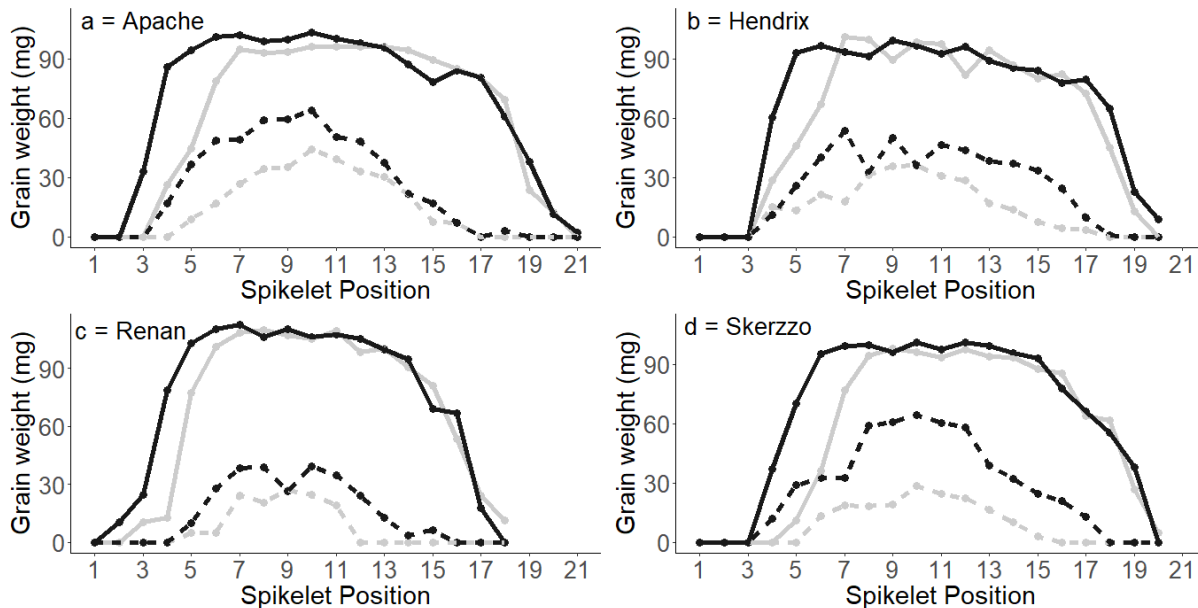 a = Apache
Grain weight (mg)
90
60
30
0
1 3 5 7 9 11 13 15 17 19 21
Spikelet Position
b = Hendrix
Grain weight (mg)
90
60
30
0
1 3 5 7 9 11 13 15 17 19 21
Spikelet Position
c = Renan
Grain weight (mg)
90
60
30
0
1 3 5 7 9 11 13 15 17 19 21
Spikelet Position
d = Skerzzo
Grain weight (mg)
90
60
30
0
1 3 5 7 9 11 13 15 17 19 21
Spikelet Position